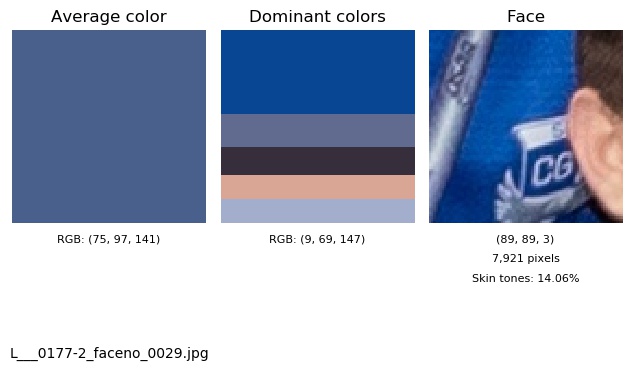 Average color
Dominant colors
Face
CG
RGB: (75, 97, 141)
RGB: (9, 69, 147)
(89, 89, 3)
7,921 pixels
Skin tones: 14.06%
L___0177-2_faceno_0029.jpg